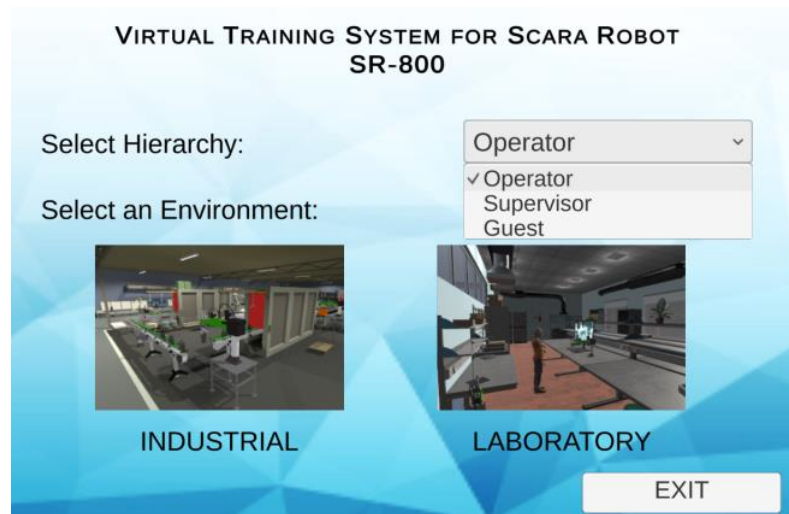 Virtual Training System for Scara Robot
SR-800
Select Hierarchy:
Operator
Operator
Supervisor
Guest
Select an Environment:
INDUSTRIAL
LABORATORY
EXIT